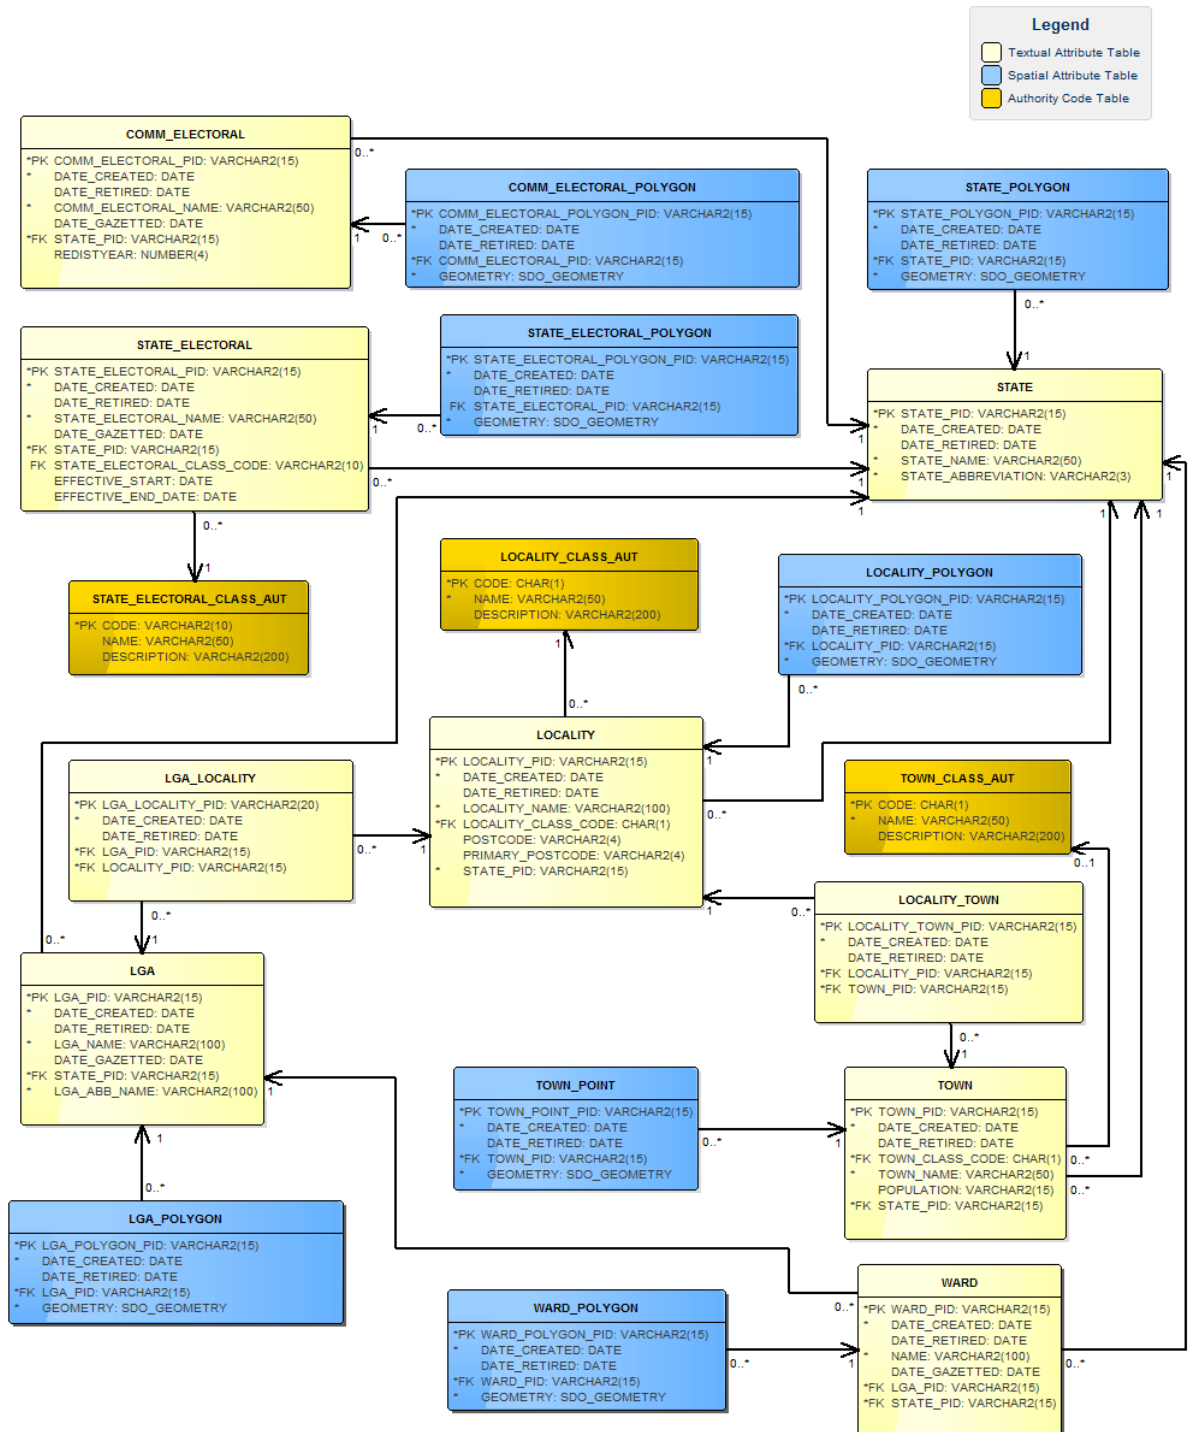 Legend
Textual Attribute Table
Spatial Attribute Table
Authority Code Table
COMM_ELECTORAL
*PK COMM_ELECTORAL_PID: VARCHAR2(15)
* DATE_CREATED: DATE
DATE_RETIRED: DATE
* COMM_ELECTORAL_NAME: VARCHAR2(50)
DATE_GAZETTED: DATE
*FK STATE_PID: VARCHAR2(15)
REDISTYEAR: NUMBER(4)
0..*
COMM_ELECTORAL_POLYGON
*PK COMM_ELECTORAL_POLYGON_PID: VARCHAR2(15)
* DATE_CREATED: DATE
DATE_RETIRED: DATE
*FK COMM_ELECTORAL_PID: VARCHAR2(15)
* GEOMETRY: SDO_GEOMETRY
1
0..*
STATE_POLYGON
*PK STATE_POLYGON_PID: VARCHAR2(15)
* DATE_CREATED: DATE
DATE_RETIRED: DATE
*FK STATE_PID: VARCHAR2(15)
* GEOMETRY: SDO_GEOMETRY
0..*
1
STATE_ELECTORAL
*PK STATE_ELECTORAL_PID: VARCHAR2(15)
* DATE_CREATED: DATE
DATE_RETIRED: DATE
* STATE_ELECTORAL_NAME: VARCHAR2(50)
DATE_GAZETTED: DATE
*FK STATE_PID: VARCHAR2(15)
FK STATE_ELECTORAL_CLASS_CODE: VARCHAR2(10)
EFFECTIVE_START: DATE
EFFECTIVE_END_DATE: DATE
STATE_ELECTORAL_POLYGON
*PK STATE_ELECTORAL_POLYGON_PID: VARCHAR2(15)
* DATE_CREATED: DATE
DATE_RETIRED: DATE
FK STATE_ELECTORAL_PID: VARCHAR2(15)
* GEOMETRY: SDO_GEOMETRY
1
0..*
STATE
*PK STATE_PID: VARCHAR2(15)
* DATE_CREATED: DATE
DATE_RETIRED: DATE
* STATE_NAME: VARCHAR2(50)
* STATE_ABBREVIATION: VARCHAR2(3)
1
1
1
1
1
1
0..*
0..*
1
STATE_ELECTORAL_CLASS_AUT
*PK CODE: VARCHAR2(10)
NAME: VARCHAR2(50)
DESCRIPTION: VARCHAR2(200)
LOCALITY_CLASS_AUT
*PK CODE: CHAR(1)
* NAME: VARCHAR2(50)
DESCRIPTION: VARCHAR2(200)
1
0..*
LOCALITY_POLYGON
*PK LOCALITY_POLYGON_PID: VARCHAR2(15)
* DATE_CREATED: DATE
DATE_RETIRED: DATE
*FK LOCALITY_PID: VARCHAR2(15)
* GEOMETRY: SDO_GEOMETRY
0..*
LOCALITY
*PK LOCALITY_PID: VARCHAR2(15)
* DATE_CREATED: DATE
DATE_RETIRED: DATE
* LOCALITY_NAME: VARCHAR2(100)
*FK LOCALITY_CLASS_CODE: CHAR(1)
POSTCODE: VARCHAR2(4)
PRIMARY_POSTCODE: VARCHAR2(4)
* STATE_PID: VARCHAR2(15)
1
0..*
LGA_LOCALITY
*PK LGA_LOCALITY_PID: VARCHAR2(20)
* DATE_CREATED: DATE
DATE_RETIRED: DATE
*FK LGA_PID: VARCHAR2(15)
*FK LOCALITY_PID: VARCHAR2(15)
0..*
1
0..*
1
TOWN_CLASS_AUT
*PK CODE: CHAR(1)
* NAME: VARCHAR2(50)
DESCRIPTION: VARCHAR2(200)
0..1
LOCALITY_TOWN
*PK LOCALITY_TOWN_PID: VARCHAR2(15)
* DATE_CREATED: DATE
DATE_RETIRED: DATE
*FK LOCALITY_PID: VARCHAR2(15)
*FK TOWN_PID: VARCHAR2(15)
1
0..*
0..*
1
LGA
*PK LGA_PID: VARCHAR2(15)
* DATE_CREATED: DATE
DATE_RETIRED: DATE
* LGA_NAME: VARCHAR2(100)
DATE_GAZETTED: DATE
*FK STATE_PID: VARCHAR2(15)
* LGA_ABB_NAME: VARCHAR2(100)
0..*
1
TOWN_POINT
*PK TOWN_POINT_PID: VARCHAR2(15)
* DATE_CREATED: DATE
DATE_RETIRED: DATE
*FK TOWN_PID: VARCHAR2(15)
* GEOMETRY: SDO_GEOMETRY
0..*
1
TOWN
*PK TOWN_PID: VARCHAR2(15)
* DATE_CREATED: DATE
DATE_RETIRED: DATE
*FK TOWN_CLASS_CODE: CHAR(1)
* TOWN_NAME: VARCHAR2(50)
POPULATION: VARCHAR2(15)
*FK STATE_PID: VARCHAR2(15)
0..*
0..*
1
0..*
LGA_POLYGON
*PK LGA_POLYGON_PID: VARCHAR2(15)
* DATE_CREATED: DATE
DATE_RETIRED: DATE
*FK LGA_PID: VARCHAR2(15)
* GEOMETRY: SDO_GEOMETRY
WARD_POLYGON
*PK WARD_POLYGON_PID: VARCHAR2(15)
* DATE_CREATED: DATE
DATE_RETIRED: DATE
*FK WARD_PID: VARCHAR2(15)
* GEOMETRY: SDO_GEOMETRY
0..*
1
0..*
WARD
*PK WARD_PID: VARCHAR2(15)
* DATE_CREATED: DATE
DATE_RETIRED: DATE
* NAME: VARCHAR2(100)
DATE_GAZETTED: DATE
*FK LGA_PID: VARCHAR2(15)
*FK STATE_PID: VARCHAR2(15)
0..*